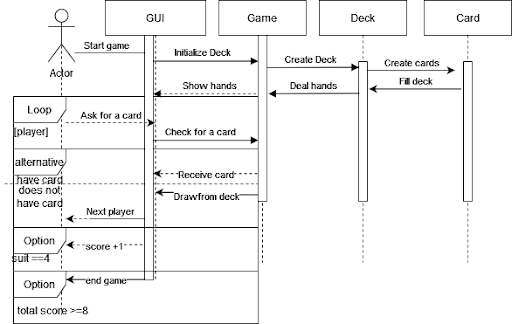 GUI
Game
Deck
Card
Actor
Start game
Initialize Deck
Create Deck
Create cards
Show hands
Deal hands
Fill deck
Loop
[player]
Ask for a card
Check for a card
alternative
have card
Receive card
does not
have card
Drawfrom deck
Next player
Option
suit ==4
score +1
Option
end game
total score >=8